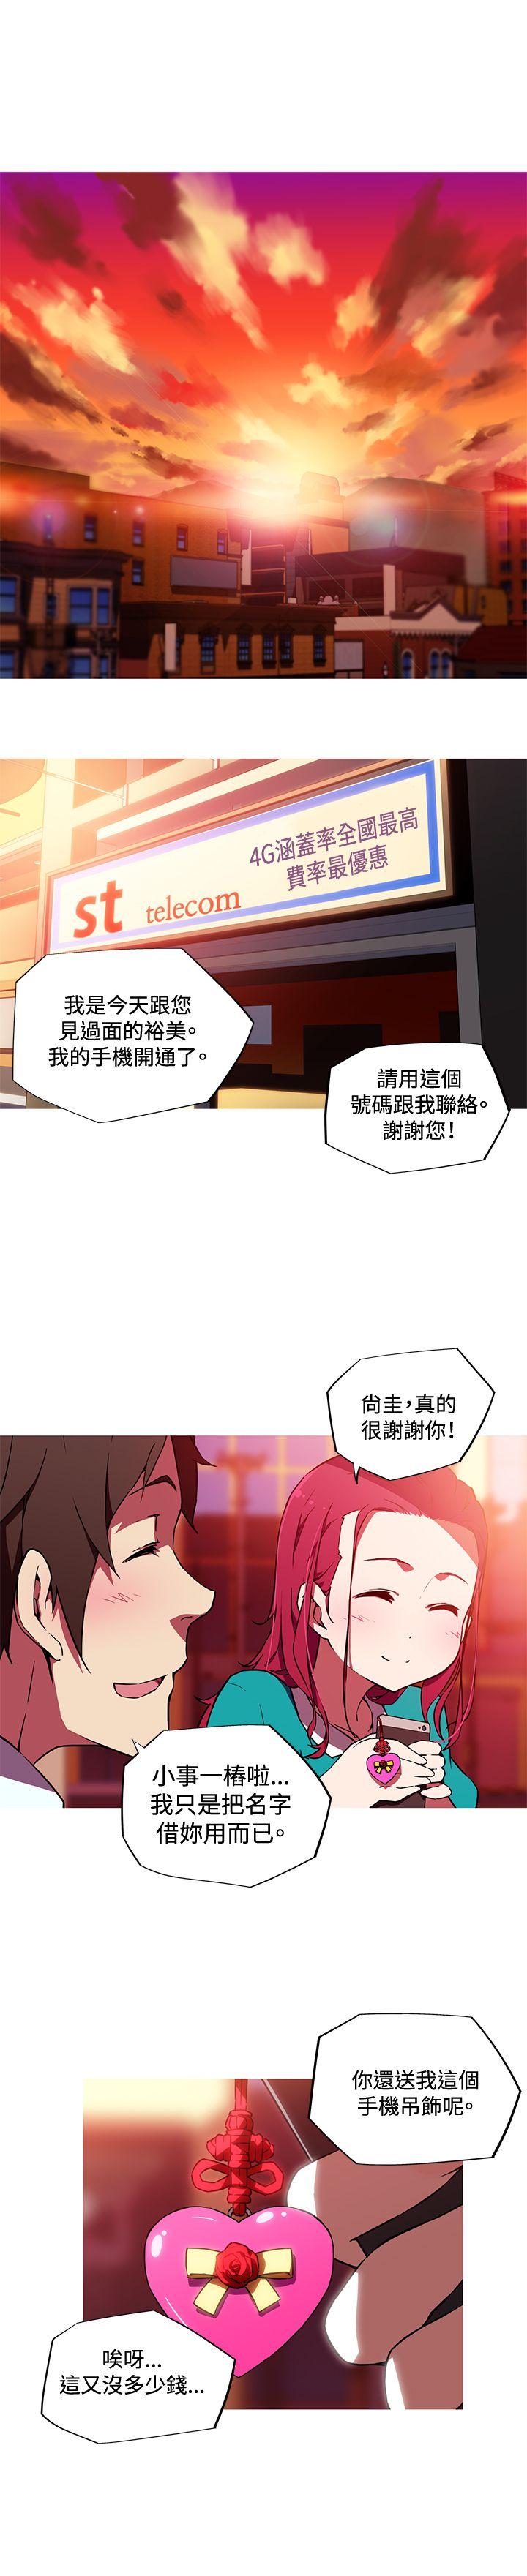 4G涵蓋率全國最高
費率最優惠
st telecom
我是今天跟您
見過面的裕美。
我的手機開通了。
請用這個
號碼跟我聯絡。
謝謝您!
尚圭,真的
很謝謝你!
小事一樁啦...
我只是把名字
借妳用而已。
你還送我這個
手機吊飾呢。
唉呀...
這又沒多少錢...